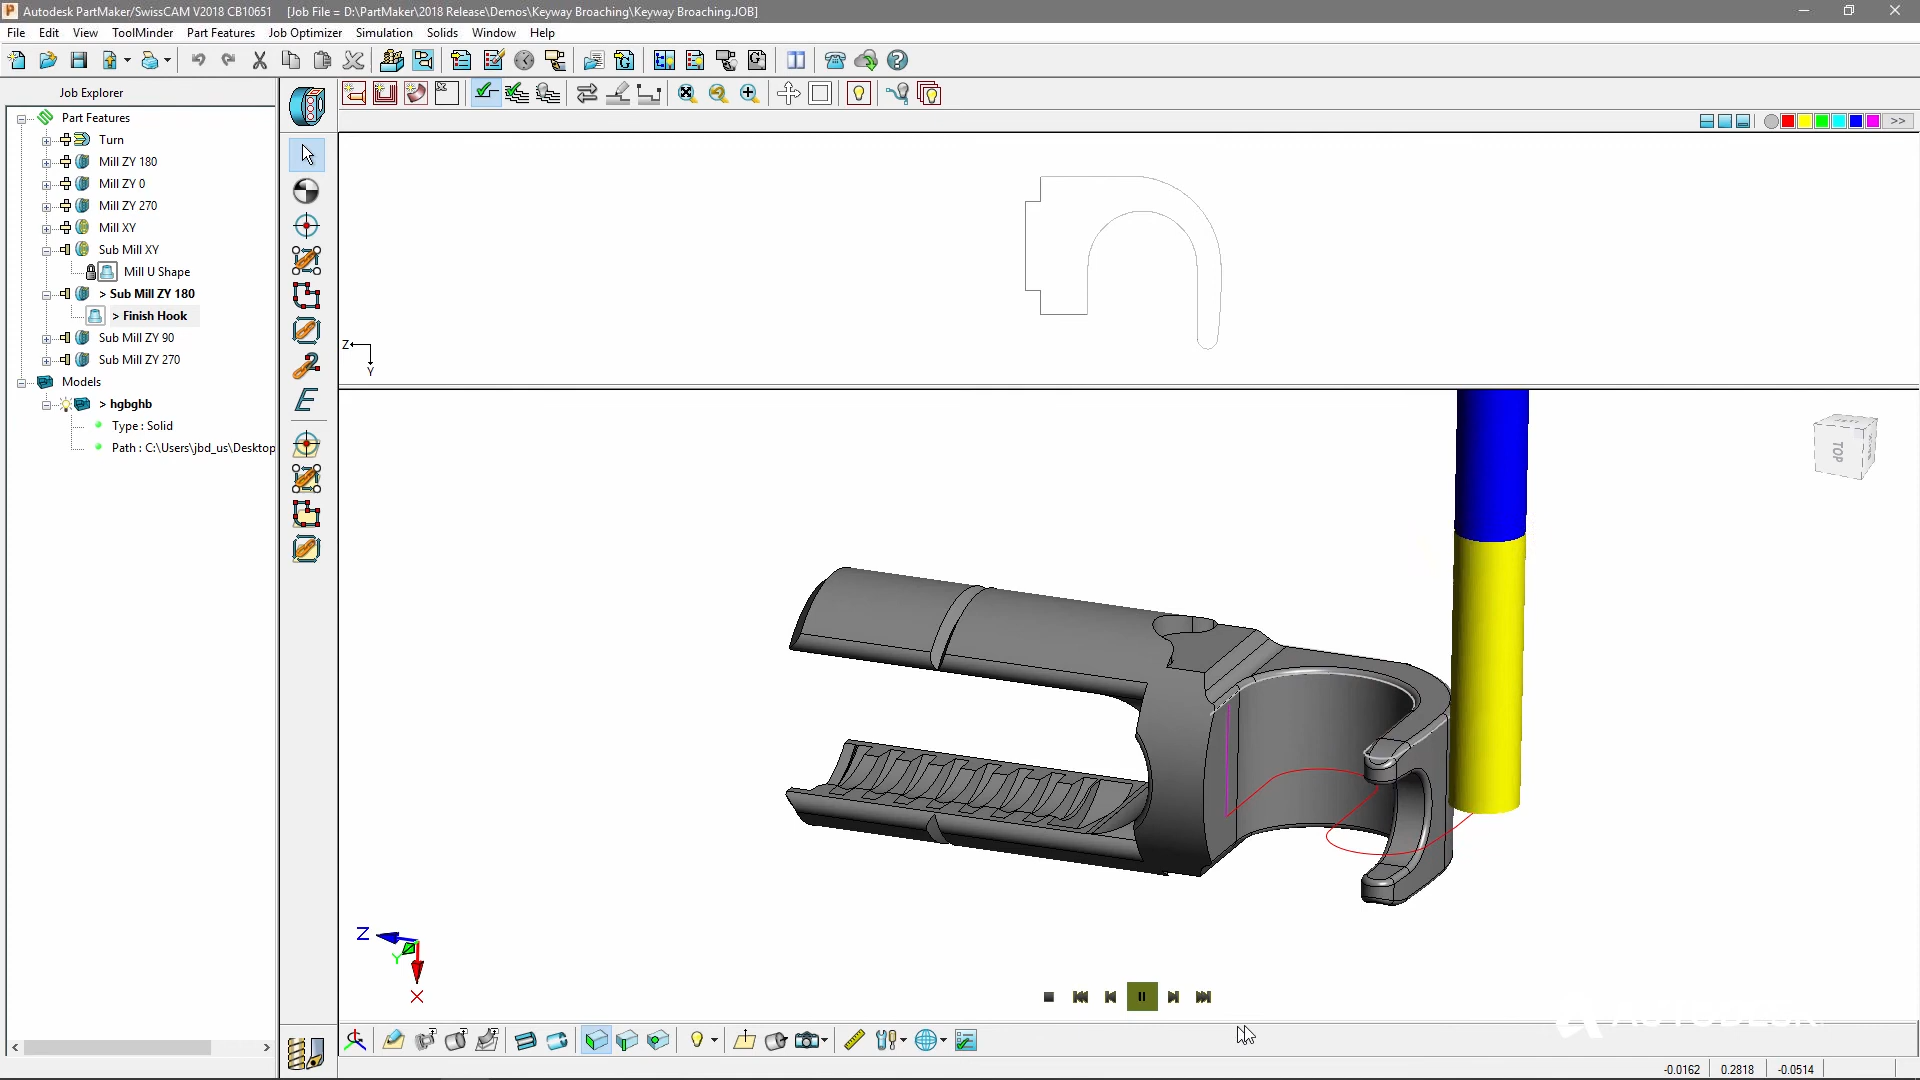 Autodesk PartMaker/SwissCAM V2018 CB10651 [Job File = D:\PartMaker\2018 Release\Demos\Keyway Broaching\Keyway Broaching.JOB]
File Edit View ToolMinder Part Features Job Optimizer Simulation Solids Window Help
Job Explorer
Part Features
Turn
Mill ZY 180
Mill ZY 0
Mill ZY 270
Mill XY
Sub Mill XY
Mill U Shape
> Sub Mill ZY 180
> Finish Hook
Sub Mill ZY 90
Sub Mill ZY 270
Models
> hgbghb
Type : Solid
Path : C:\Users\jbd_us\Desktop
>>
Z
Y
TOP
Z
Y
X
AUTODESK
-0.0162 0.2818 -0.0514